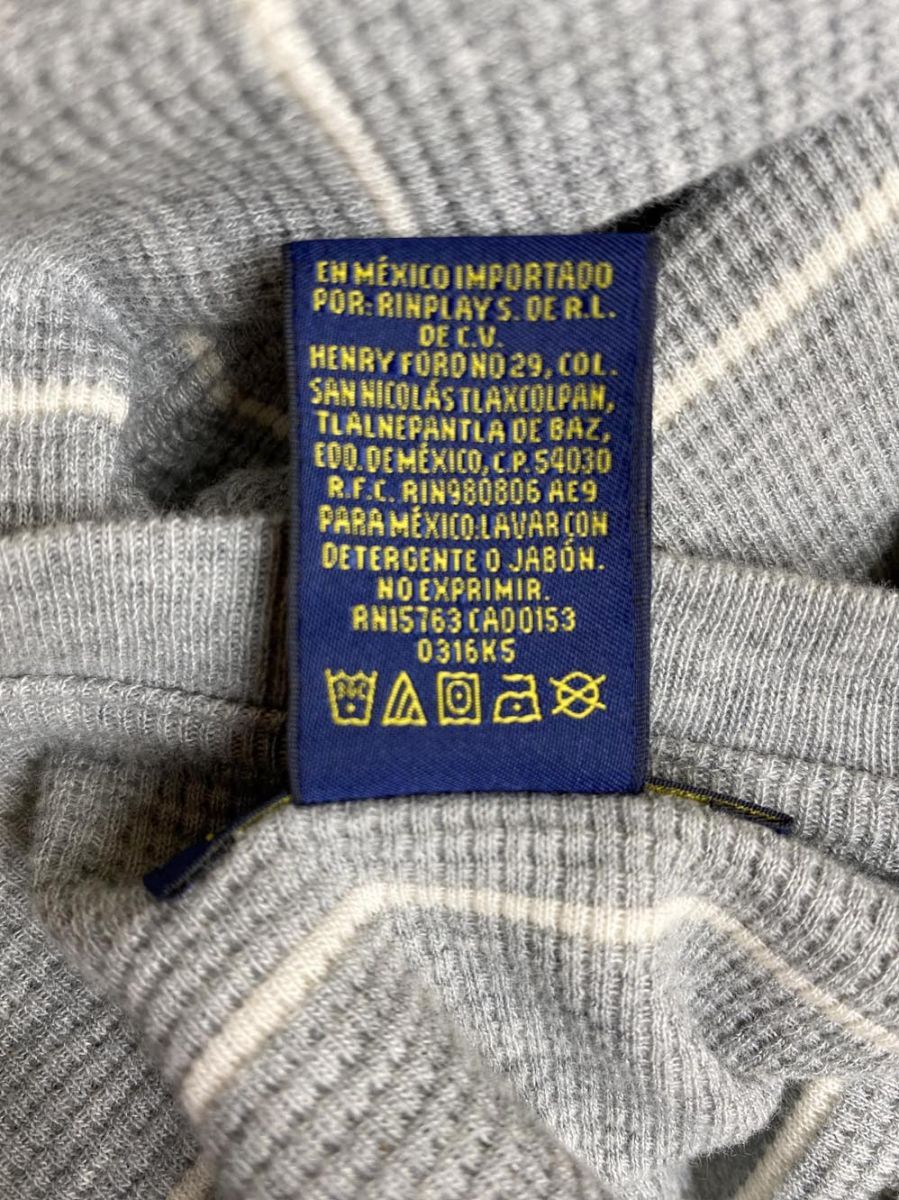 EN MÉXICO IMPORTADO
POR: RINPLAY S. DE R.L.
DE C.V.
HENRY FORD NO 29, COL.
SAN NICOLÁS TLAXCOLPAN,
TLALNEPANTLA DE BAZ,
EDO. DE MÉXICO, C.P. 54030
R.F.C. RIN980806 AE9
PARA MÉXICO: LAVAR CON
DETERGENTE O JABÓN.
NO EXPRIMIR.
RN15763 CA00153
0316K5